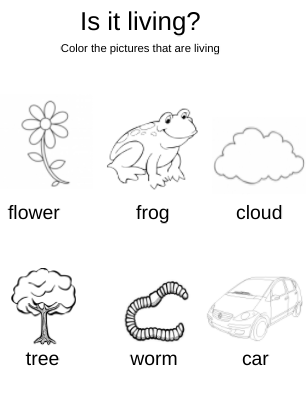 Is it living?
Color the pictures that are living
flower frog cloud
tree worm car